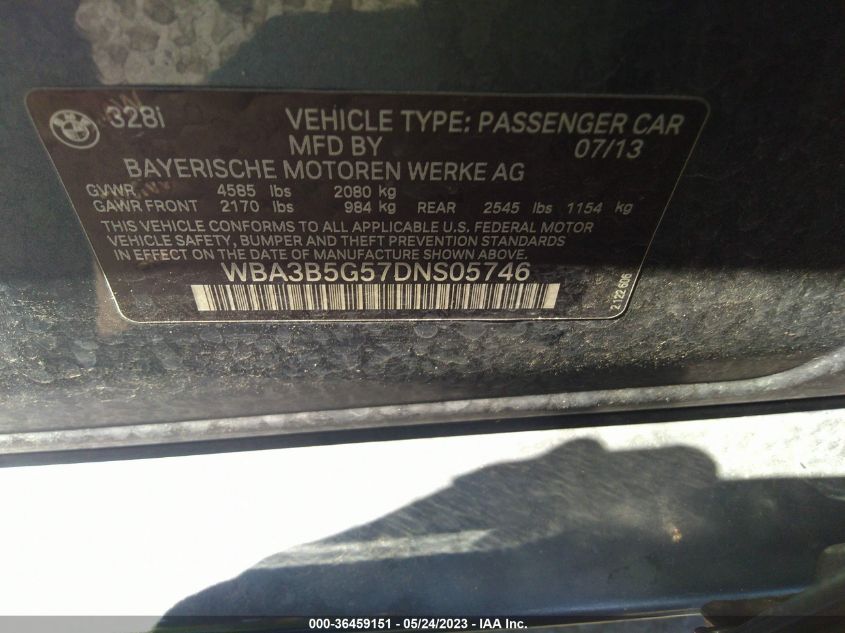 328i VEHICLE TYPE: PASSENGER CAR
MFD BY 07/13
BAYERISCHE MOTOREN WERKE AG
GVWR 4585 lbs 2080 kg
GAWR FRONT 2170 lbs 984 kg REAR 2545 lbs 1154 kg
THIS VEHICLE CONFORMS TO ALL APPLICABLE U.S. FEDERAL MOTOR
VEHICLE SAFETY, BUMPER AND THEFT PREVENTION STANDARDS
IN EFFECT ON THE DATE OF MANUFACTURE SHOWN ABOVE.
WBA3B5G57DNS05746
2 122 606
000-36459151 - 05/24/2023 - IAA Inc.